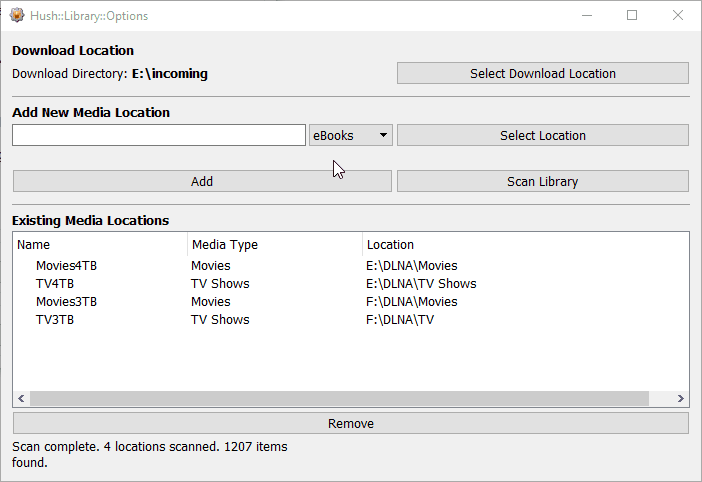 Hush::Library::Options
Download Location
Download Directory: E:\incoming Select Download Location
Add New Media Location
eBooks Select Location
Add Scan Library
Existing Media Locations
Name Media Type Location
Movies4TB Movies E:\DLNA\Movies
TV4TB TV Shows E:\DLNA\TV Shows
Movies3TB Movies F:\DLNA\Movies
TV3TB TV Shows F:\DLNA\TV
Remove
Scan complete. 4 locations scanned. 1207 items
found.